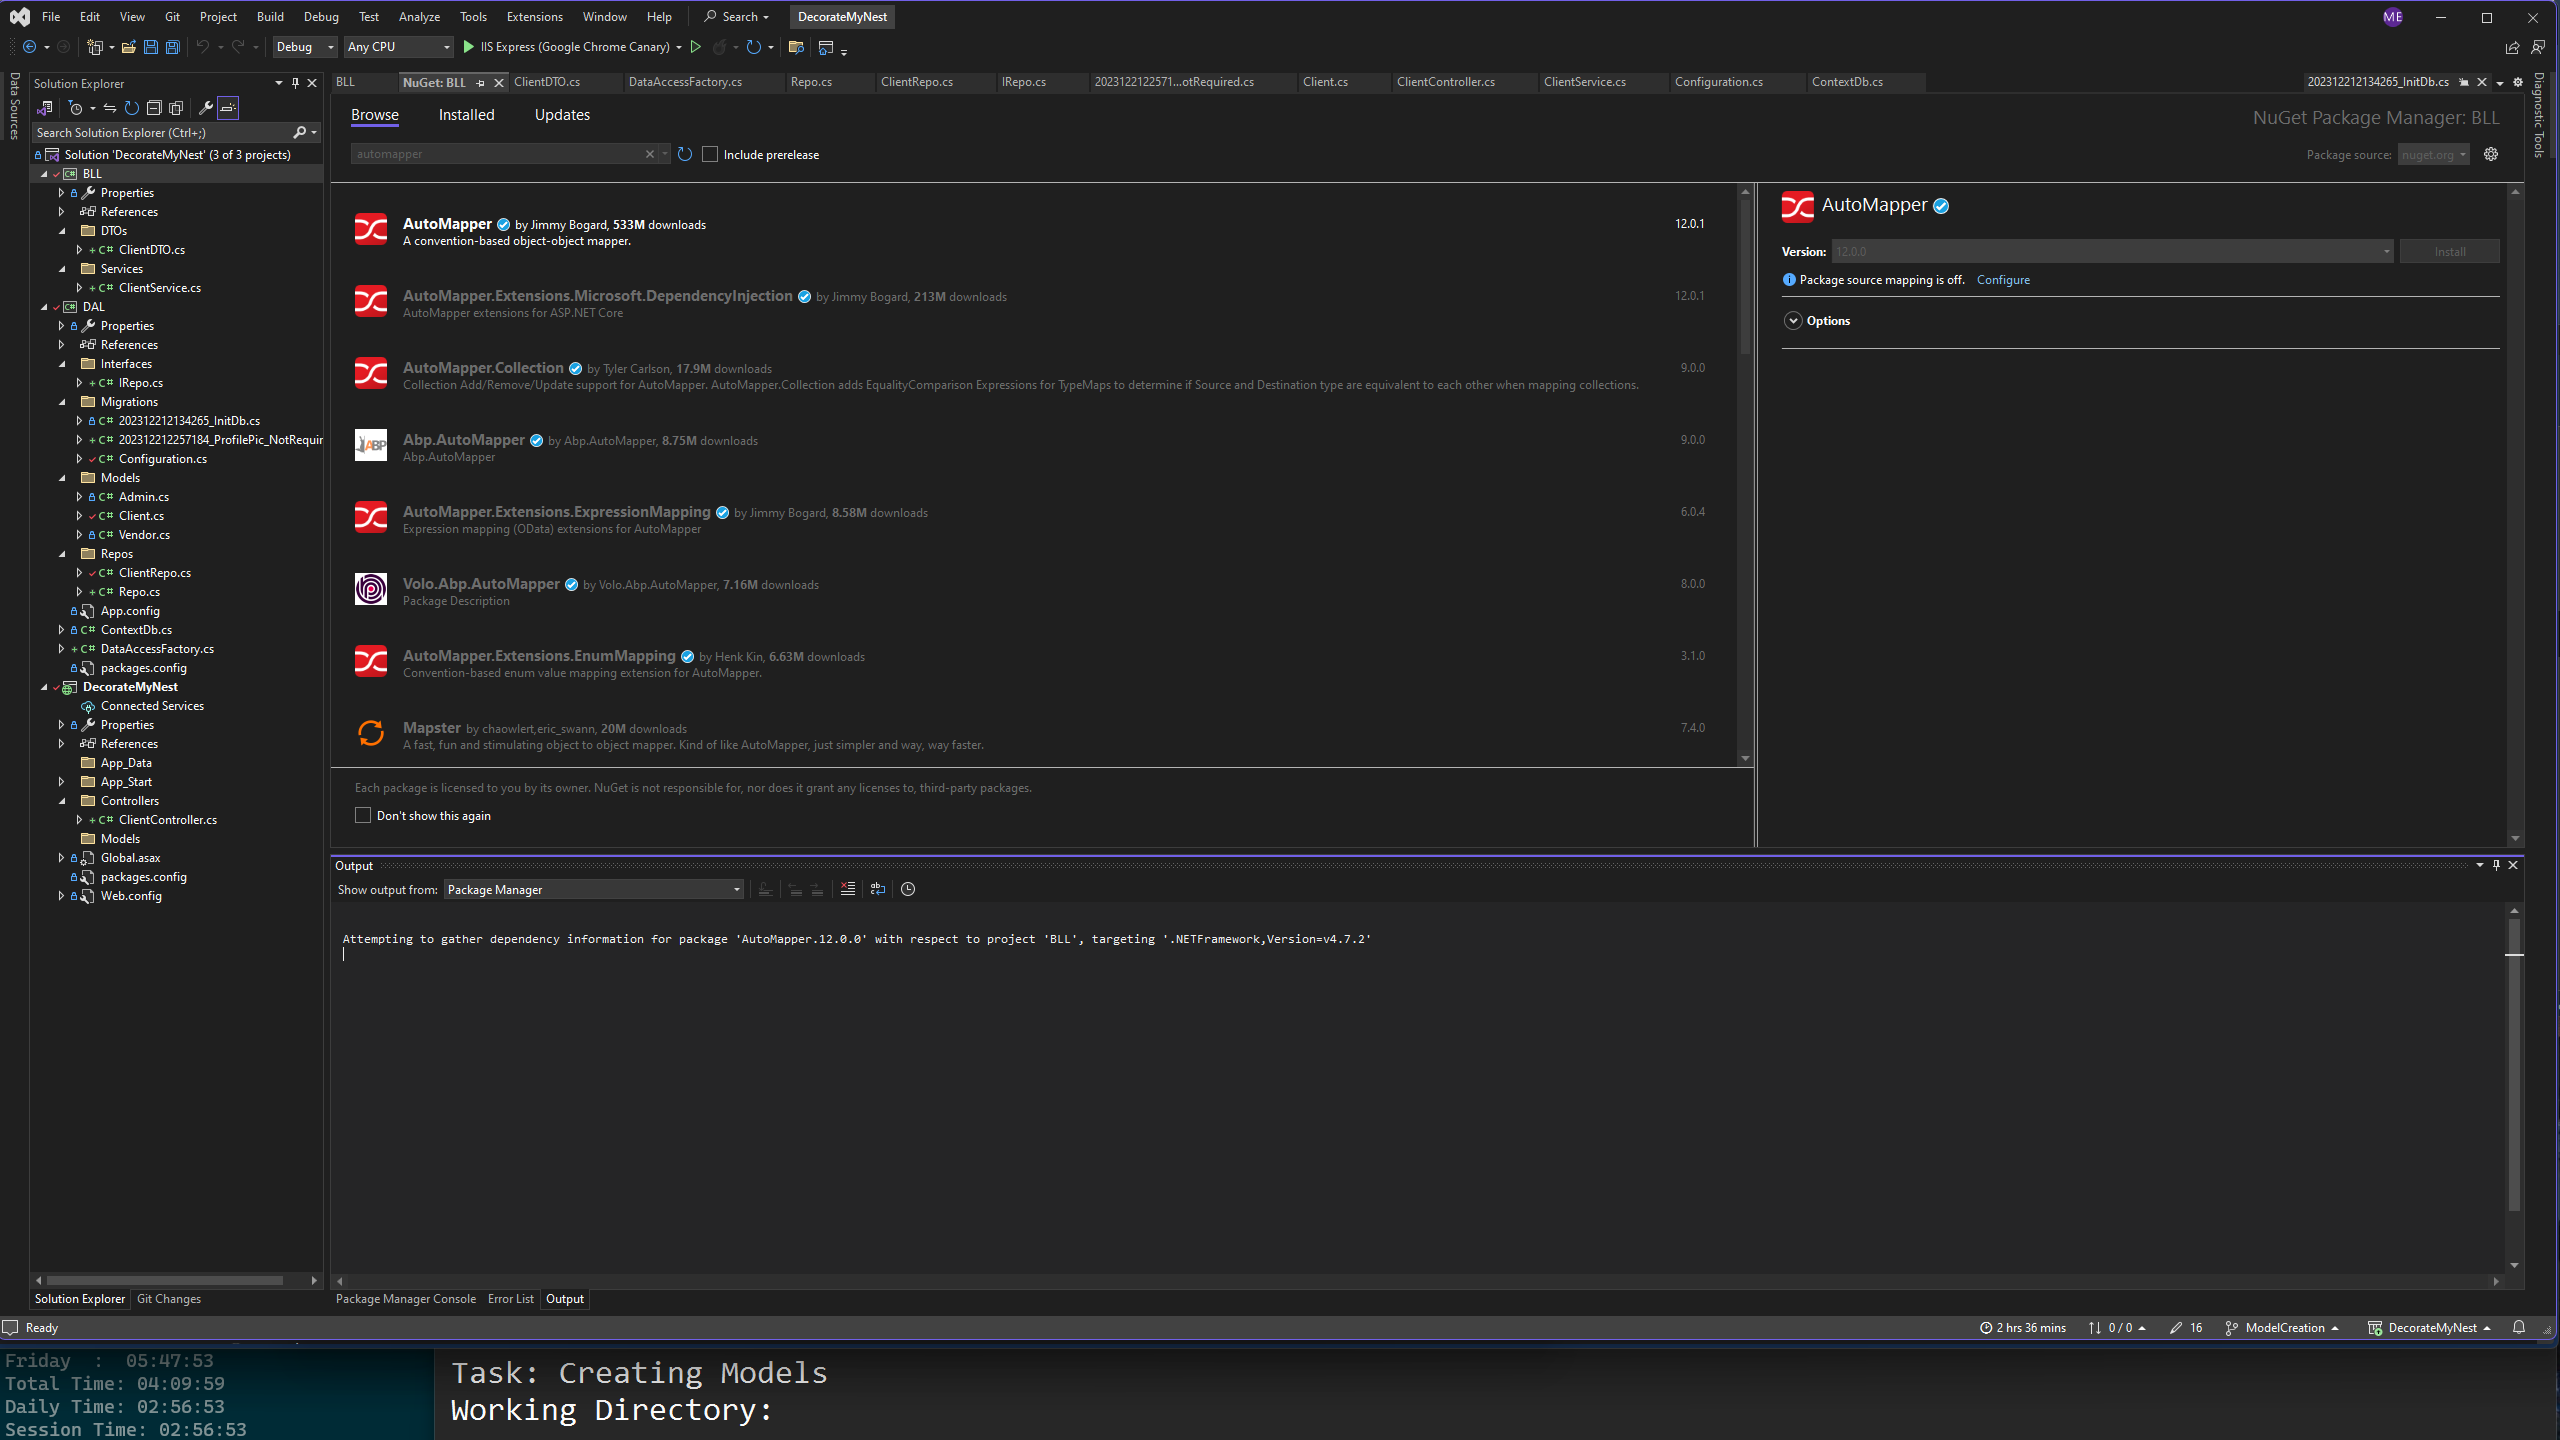 File Edit View Git Project Build Debug Test Analyze Tools Extensions Window Help Search DecorateMyNest ME
Debug Any CPU IIS Express (Google Chrome Canary)
Data Sources
Solution Explorer
Search Solution Explorer (Ctrl+;)
Solution 'DecorateMyNest' (3 of 3 projects)
BLL
Properties
References
DTOs
ClientDTO.cs
Services
ClientService.cs
DAL
Properties
References
Interfaces
IRepo.cs
Migrations
202312212134265_InitDb.cs
202312212257184_ProfilePic_NotRequir
Configuration.cs
Models
Admin.cs
Client.cs
Vendor.cs
Repos
ClientRepo.cs
Repo.cs
App.config
ContextDb.cs
DataAccessFactory.cs
packages.config
DecorateMyNest
Connected Services
Properties
References
App_Data
App_Start
Controllers
ClientController.cs
Models
Global.asax
packages.config
Web.config
Solution Explorer Git Changes
BLL NuGet: BLL ClientDTO.cs DataAccessFactory.cs Repo.cs ClientRepo.cs IRepo.cs 2023122122571...otRequired.cs Client.cs ClientController.cs ClientService.cs Configuration.cs ContextDb.cs 202312212134265_InitDb.cs
Browse Installed Updates
NuGet Package Manager: BLL
automapper Include prerelease
Package source: nuget.org
AutoMapper by Jimmy Bogard, 533M downloads 12.0.1
A convention-based object-object mapper.
AutoMapper.Extensions.Microsoft.DependencyInjection by Jimmy Bogard, 213M downloads 12.0.1
AutoMapper extensions for ASP.NET Core
AutoMapper.Collection by Tyler Carlson, 17.9M downloads 9.0.0
Collection Add/Remove/Update support for AutoMapper. AutoMapper.Collection adds EqualityComparison Expressions for TypeMaps to determine if Source and Destination type are equivalent to each other when mapping collections.
ABP
Abp.AutoMapper by Abp.AutoMapper, 8.75M downloads 9.0.0
Abp.AutoMapper
AutoMapper.Extensions.ExpressionMapping by Jimmy Bogard, 8.58M downloads 6.0.4
Expression mapping (OData) extensions for AutoMapper
Volo.Abp.AutoMapper by Volo.Abp.AutoMapper, 7.16M downloads 8.0.0
Package Description
AutoMapper.Extensions.EnumMapping by Henk Kin, 6.63M downloads 3.1.0
Convention-based enum value mapping extension for AutoMapper.
Mapster by chaowlert,eric_swann, 20M downloads 7.4.0
A fast, fun and stimulating object to object mapper. Kind of like AutoMapper, just simpler and way, way faster.
Each package is licensed to you by its owner. NuGet is not responsible for, nor does it grant any licenses to, third-party packages.
Don't show this again
AutoMapper
Version: 12.0.0 Install
Package source mapping is off. Configure
Options
Diagnostic Tools
Output
Show output from: Package Manager
Attempting to gather dependency information for package 'AutoMapper.12.0.0' with respect to project 'BLL', targeting '.NETFramework,Version=v4.7.2'
Package Manager Console Error List Output
Ready 2 hrs 36 mins 0 / 0 16 ModelCreation DecorateMyNest
Friday : 05:47:53
Total Time: 04:09:59
Daily Time: 02:56:53
Session Time: 02:56:53
Task: Creating Models
Working Directory: